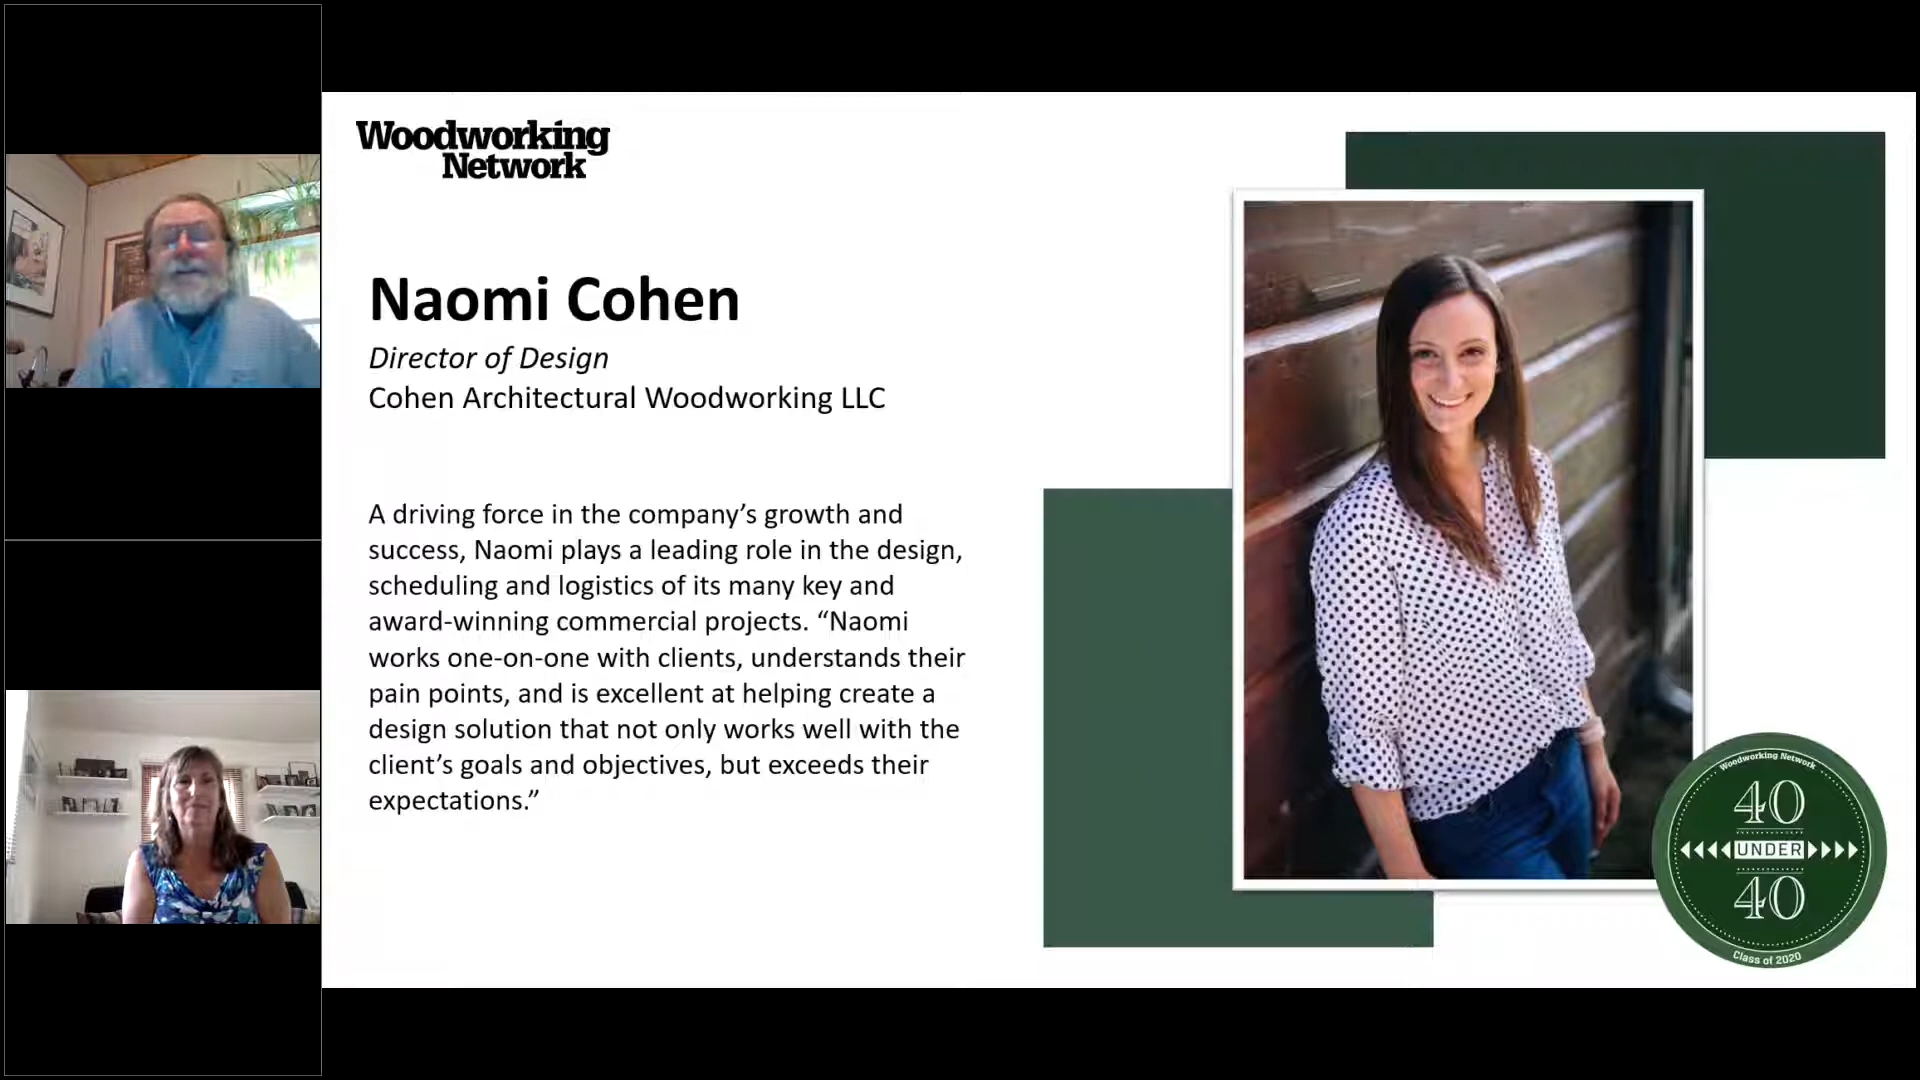 Woodworking
Network
Naomi Cohen
Director of Design
Cohen Architectural Woodworking LLC
A driving force in the company’s growth and
success, Naomi plays a leading role in the design,
scheduling and logistics of its many key and
award-winning commercial projects. “Naomi
works one-on-one with clients, understands their
pain points, and is excellent at helping create a
design solution that not only works well with the
client’s goals and objectives, but exceeds their
expectations.”
Woodworking Network
40
UNDER
40
Class of 2020